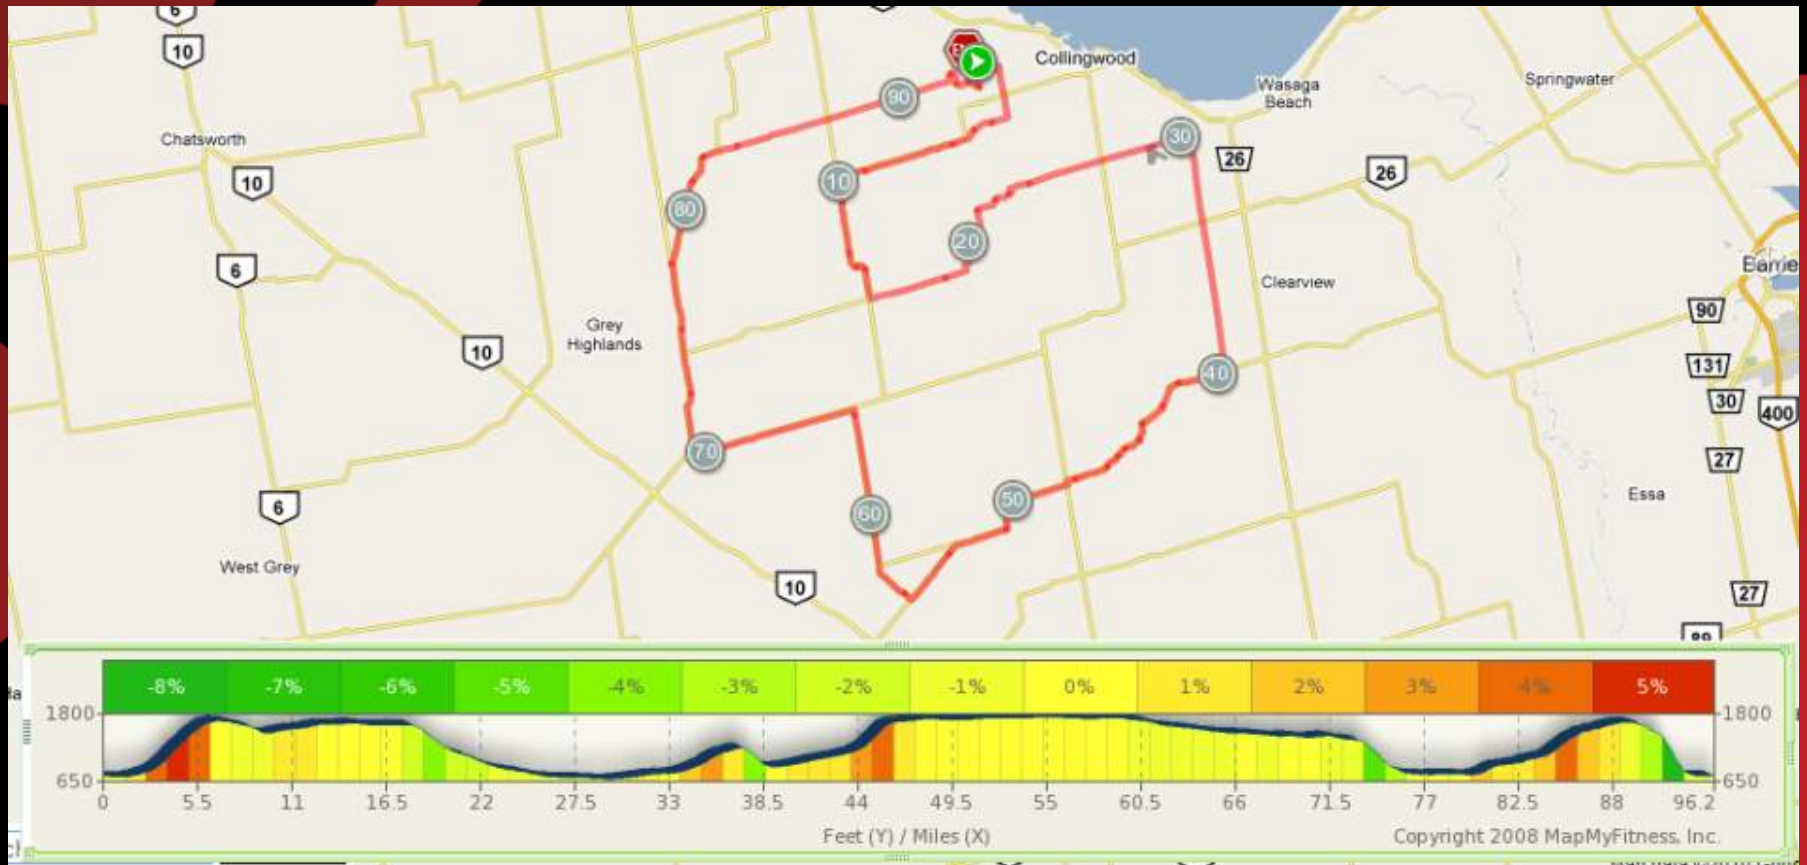 6
10
Collingwood
Springwater
Wasaga
Beach
90
Chatsworth
30
26
10
26
10
80
20
6
Barrie
Clearview
90
Grey
Highlands
10
131
40
30
400
70
27
50
Essa
6
60
West Grey
10
27
89
-8% -7% -6% -5% -4% -3% -2% -1% 0% 1% 2% 3% 4% 5%
1800 1800
650 650
0 5.5 11 16.5 22 27.5 33 38.5 44 49.5 55 60.5 66 71.5 77 82.5 88 96.2
Feet (Y) / Miles (X) Copyright 2008 MapMyFitness, Inc.